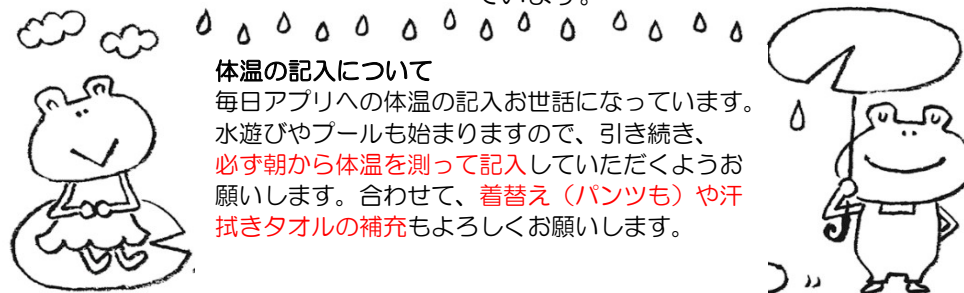 ています。
体温の記入について
毎日アプリへの体温の記入お世話になっています。
水遊びやプールも始まりますので、引き続き、
必ず朝から体温を測って記入していただくようお
願いします。合わせて、着替え（パンツも）や汗
拭きタオルの補充もよろしくお願いします。